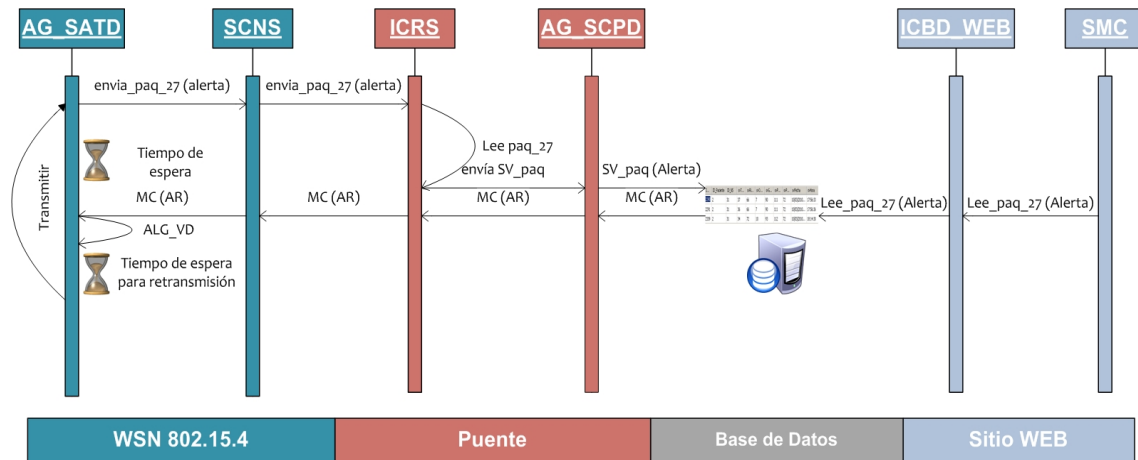 AG_SATD
SCNS
ICRS
AG_SCPD
ICBD_WEB
SMC
envia_paq_27 (alerta)
envia_paq_27 (alerta)
Lee paq_27
Tiempo de
espera
envía SV_paq
SV_paq (Alerta)
Transmitir
MC (AR)
MC (AR)
MC (AR)
MC (AR)
Lee_paq_27 (Alerta)
Lee_paq_27 (Alerta)
ALG_VD
Tiempo de espera
para retransmisión
WSN 802.15.4
Puente
Base de Datos
Sitio WEB